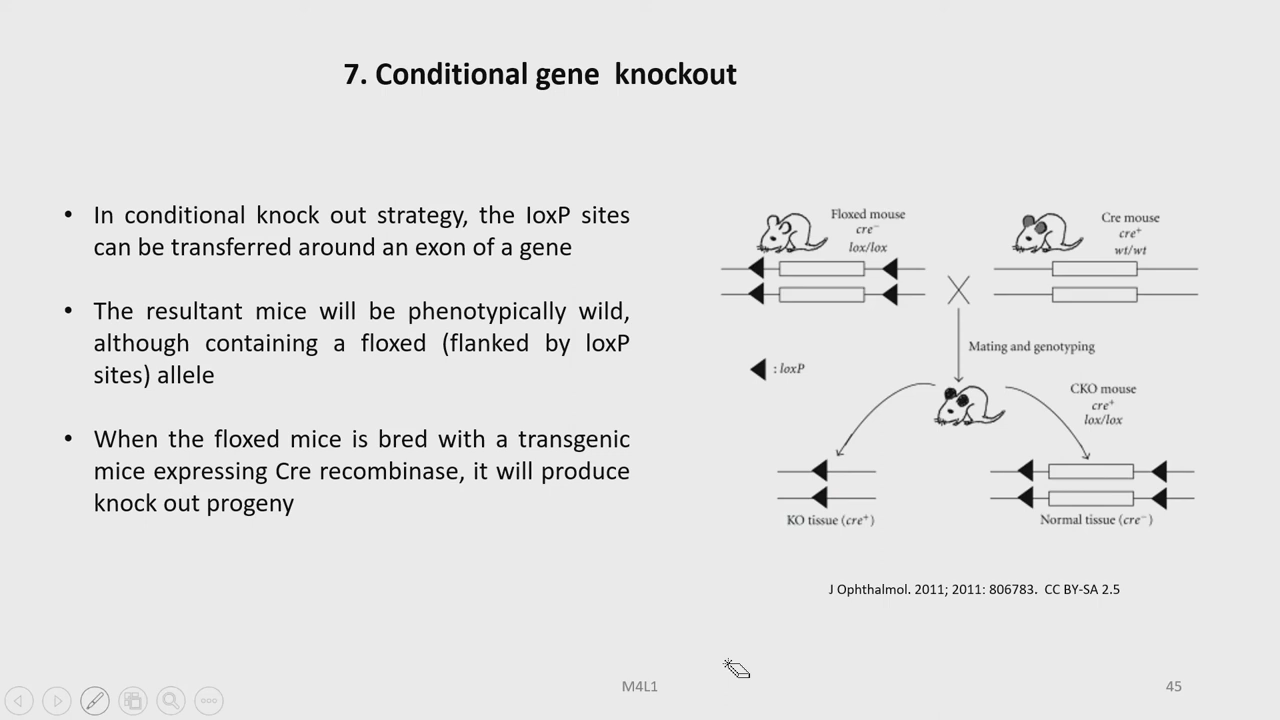 7. Conditional gene knockout
• In conditional knock out strategy, the IoxP sites
can be transferred around an exon of a gene
• The resultant mice will be phenotypically wild,
although containing a floxed (flanked by loxP
sites) allele
• When the floxed mice is bred with a transgenic
mice expressing Cre recombinase, it will produce
knock out progeny
Floxed mouse
cre⁻
lox/lox
Cre mouse
cre⁺
wt/wt
Mating and genotyping
: loxP
CKO mouse
cre⁺
lox/lox
KO tissue (cre⁺)
Normal tissue (cre⁻)
J Ophthalmol. 2011; 2011: 806783. CC BY-SA 2.5
M4L1
45